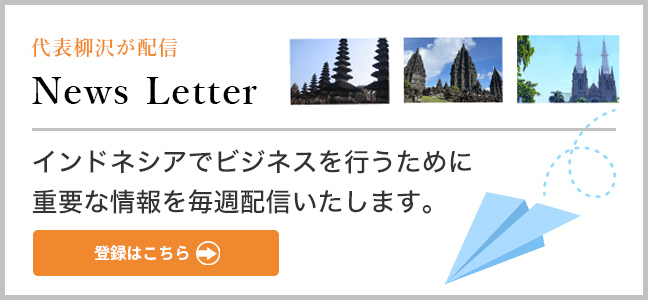 代表柳沢が配信
News Letter
インドネシアでビジネスを行うために
重要な情報を毎週配信いたします。
登録はこちら